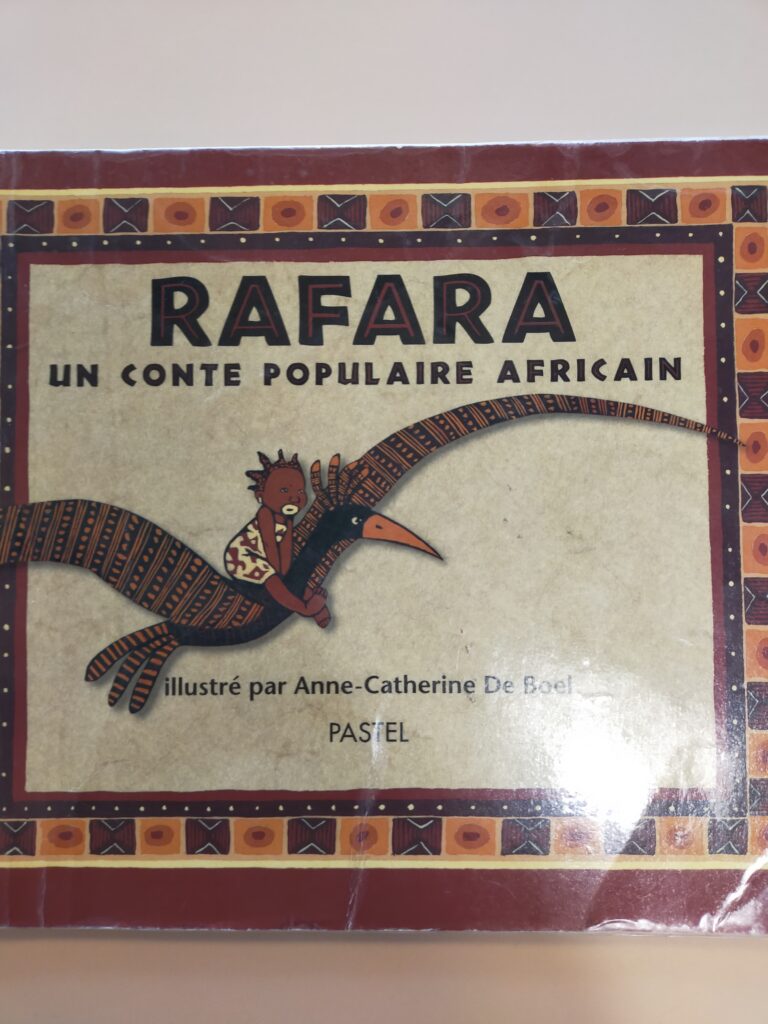 RAFARA
UN CONTE POPULAIRE AFRICAIN
illustré par Anne-Catherine De Boel
PASTEL